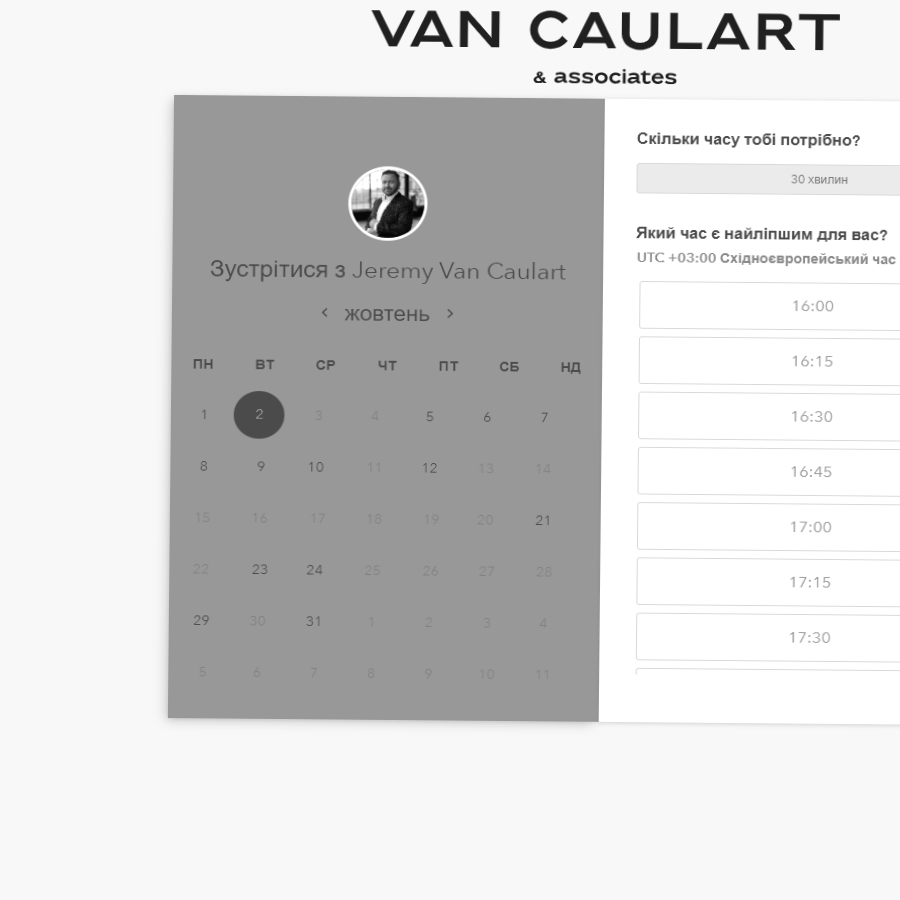 VAN CAULART
& associates
Зустрітися з Jeremy Van Caulart
‹ жовтень ›
ПН ВТ СР ЧТ ПТ СБ НД
1 2 3 4 5 6 7
8 9 10 11 12 13 14
15 16 17 18 19 20 21
22 23 24 25 26 27 28
29 30 31 1 2 3 4
5 6 7 8 9 10 11
Скільки часу тобі потрібно?
30 хвилин
Який час є найліпшим для вас?
UTC +03:00 Східноєвропейський час
16:00
16:15
16:30
16:45
17:00
17:15
17:30